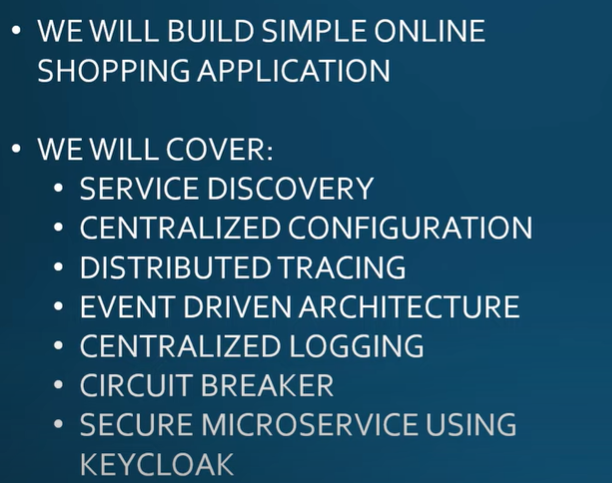 • WE WILL BUILD SIMPLE ONLINE
SHOPPING APPLICATION
• WE WILL COVER:
• SERVICE DISCOVERY
• CENTRALIZED CONFIGURATION
• DISTRIBUTED TRACING
• EVENT DRIVEN ARCHITECTURE
• CENTRALIZED LOGGING
• CIRCUIT BREAKER
• SECURE MICROSERVICE USING
KEYCLOAK